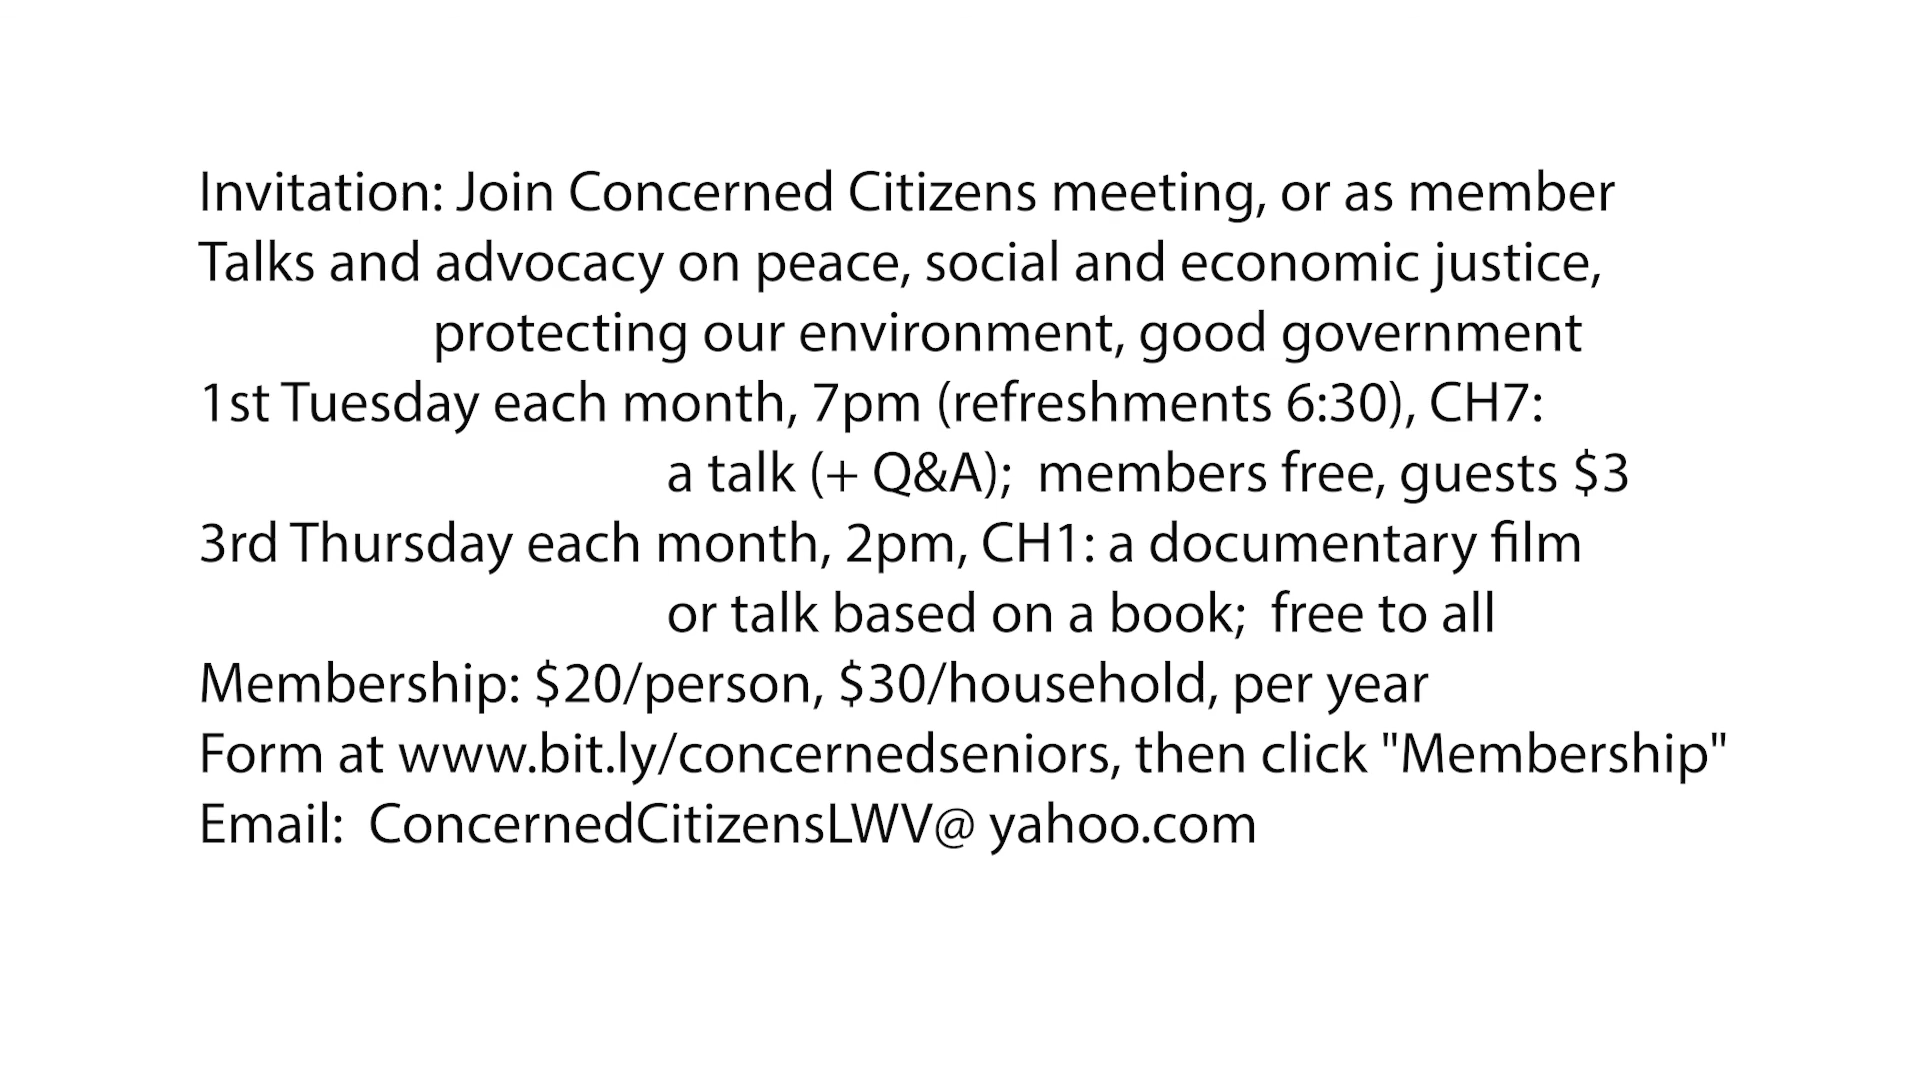 Invitation: Join Concerned Citizens meeting, or as member
Talks and advocacy on peace, social and economic justice,
protecting our environment, good government
1st Tuesday each month, 7pm (refreshments 6:30), CH7:
a talk (+ Q&A);  members free, guests $3
3rd Thursday each month, 2pm, CH1: a documentary film
or talk based on a book;  free to all
Membership: $20/person, $30/household, per year
Form at www.bit.ly/concernedseniors, then click "Membership"
Email:  ConcernedCitizensLWV@ yahoo.com